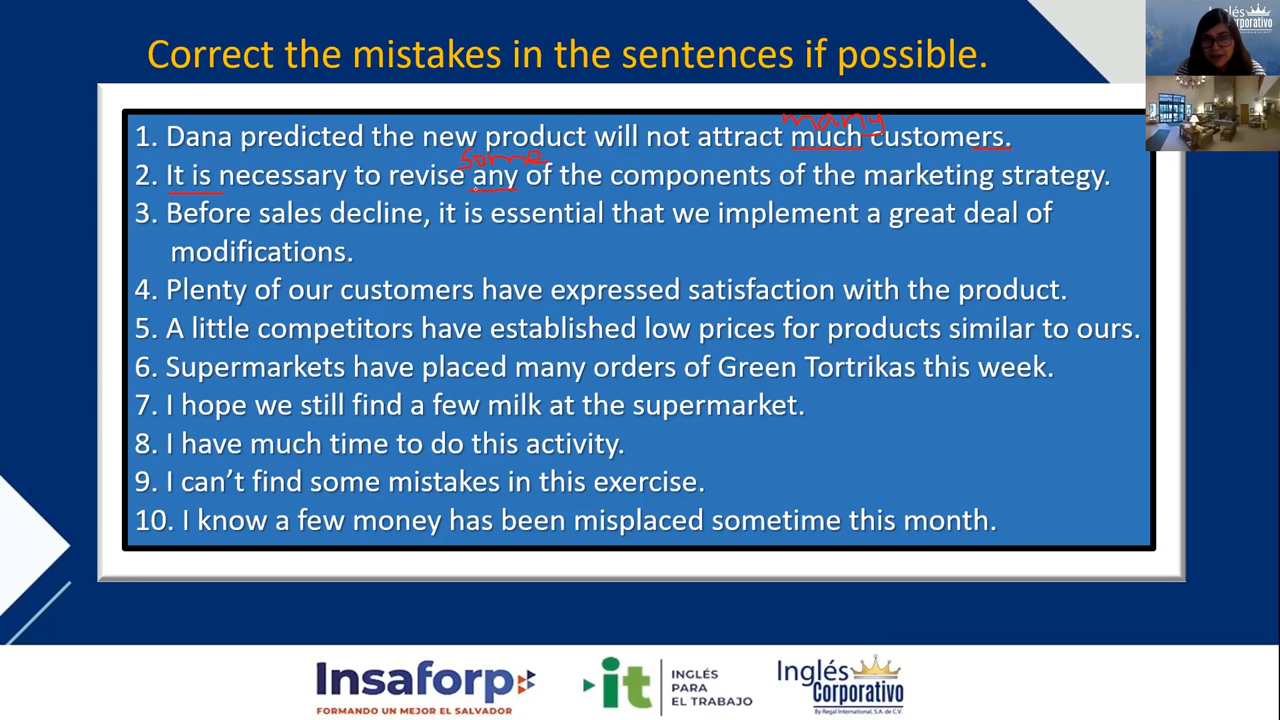 Inglés
Corporativo
Correct the mistakes in the sentences if possible.
many
1. Dana predicted the new product will not attract much customers.
some
2. It is necessary to revise any of the components of the marketing strategy.
3. Before sales decline, it is essential that we implement a great deal of
modifications.
4. Plenty of our customers have expressed satisfaction with the product.
5. A little competitors have established low prices for products similar to ours.
6. Supermarkets have placed many orders of Green Tortrikas this week.
7. I hope we still find a few milk at the supermarket.
8. I have much time to do this activity.
9. I can’t find some mistakes in this exercise.
10. I know a few money has been misplaced sometime this month.
Insaforp
FORMANDO UN MEJOR EL SALVADOR
it
INGLÉS
PARA
EL TRABAJO
Inglés
Corporativo
By Regal International, S.A. de C.V.